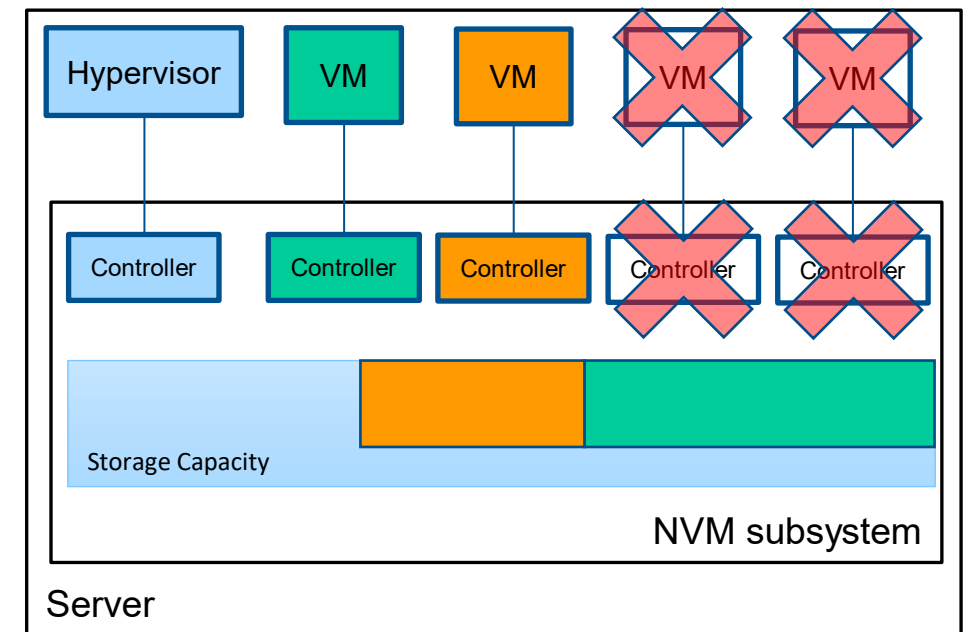 Hypervisor
VM
VM
VM
VM
Controller
Controller
Controller
Controller
Controller
Storage Capacity
NVM subsystem
Server